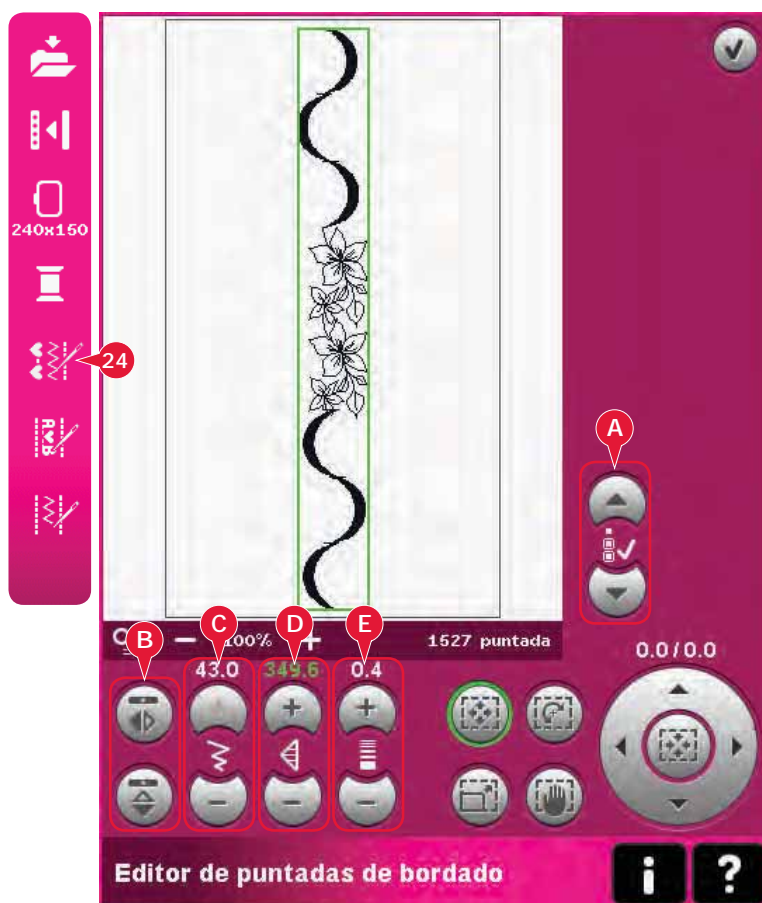 240x150
24
A
B
C
D
E
100%
1527 puntada
0.0/0.0
43.0
349.6
0.4
Editor de puntadas de bordado
i
?